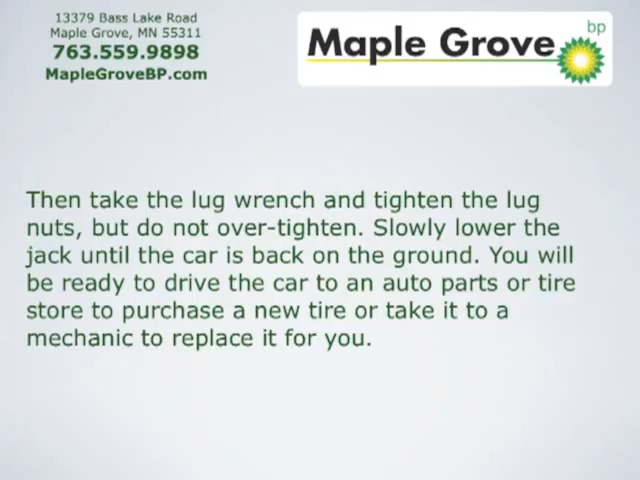 13379 Bass Lake Road
Maple Grove, MN 55311
763.559.9898
MapleGroveBP.com
Maple Grove
bp
Then take the lug wrench and tighten the lug
nuts, but do not over-tighten. Slowly lower the
jack until the car is back on the ground. You will
be ready to drive the car to an auto parts or tire
store to purchase a new tire or take it to a
mechanic to replace it for you.